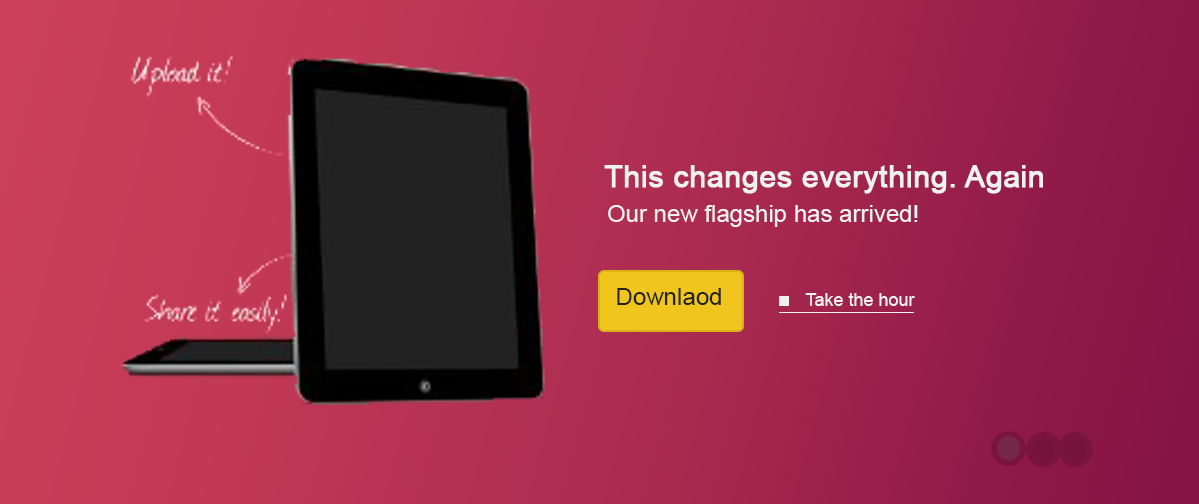 Upload it!
This changes everything. Again
Our new flagship has arrived!
Downlaod
Take the hour
Share it easily!